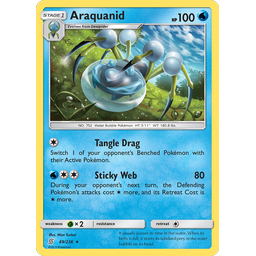 STAGE 1
Araquanid
HP100
Evolves from Dewpider
NO. 752 Water Bubble Pokémon HT: 5'11" WT: 180.8 lbs.
Tangle Drag
Switch 1 of your opponent's Benched Pokémon with their Active Pokémon.
Sticky Web 80
During your opponent's next turn, the Defending Pokémon's attacks cost more, and its Retreat Cost is more.
weakness ×2 resistance retreat
49/236